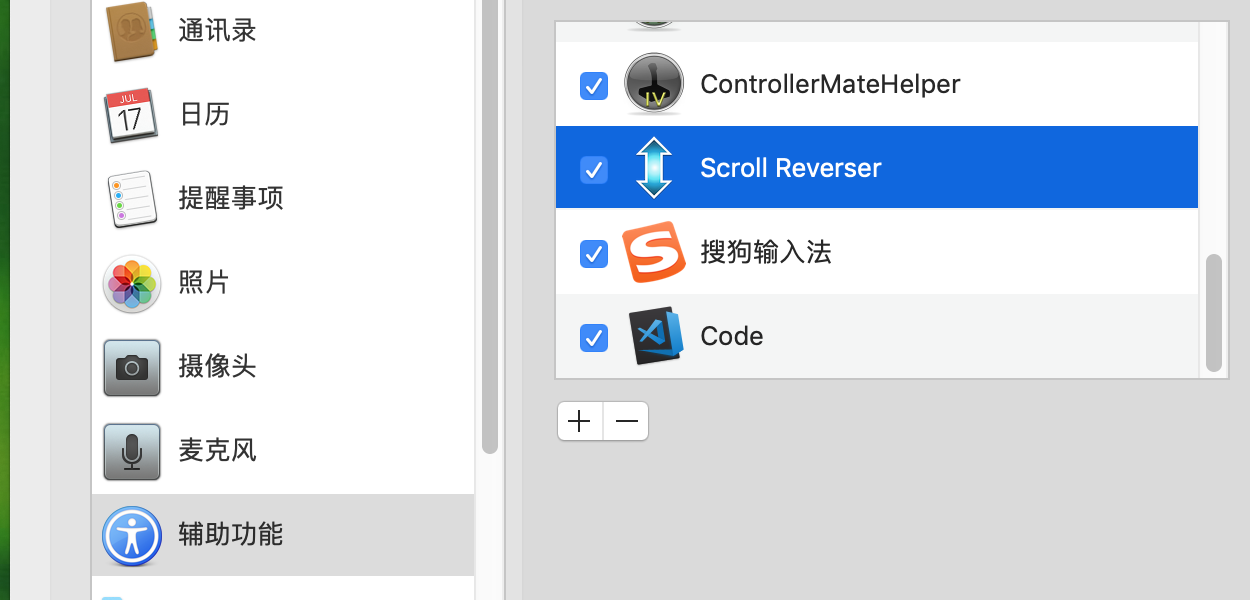 通讯录
JUL
17
日历
提醒事项
照片
摄像头
麦克风
辅助功能
IV
ControllerMateHelper
Scroll Reverser
S
搜狗输入法
Code